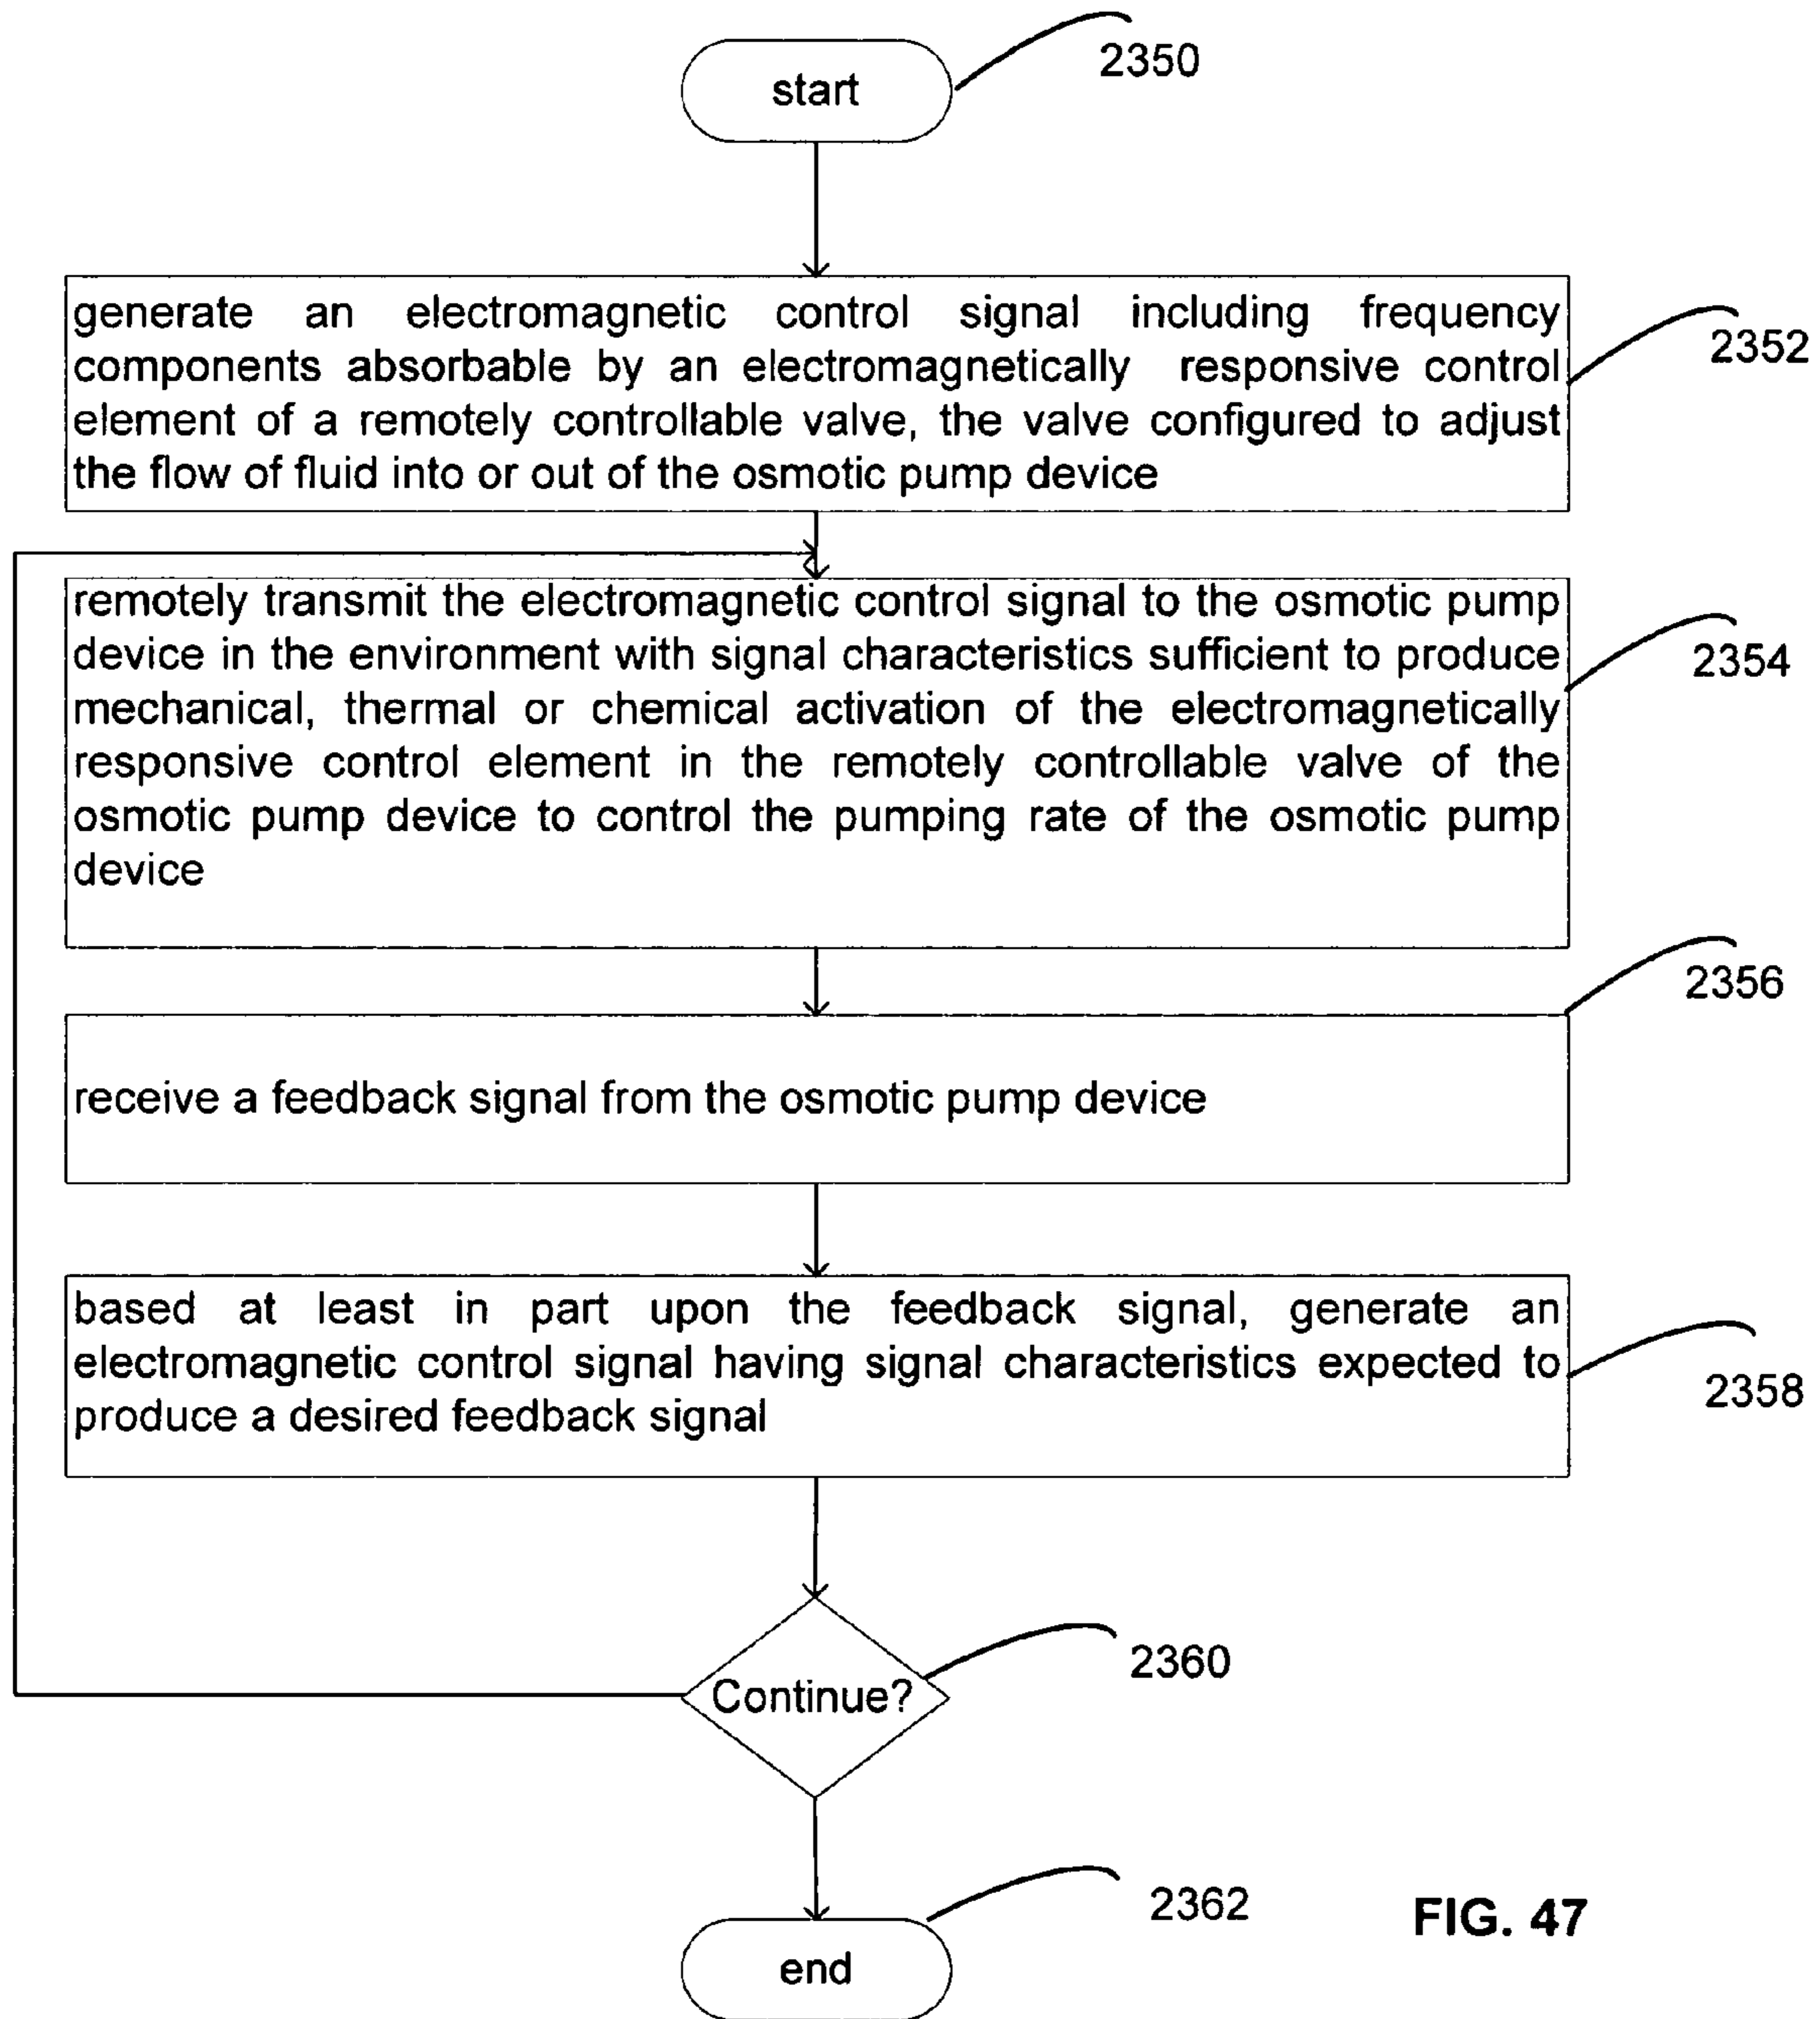 start
2350
generate an electromagnetic control signal including frequency
components absorbable by an electromagnetically responsive control
element of a remotely controllable valve, the valve configured to adjust
the flow of fluid into or out of the osmotic pump device
2352
remotely transmit the electromagnetic control signal to the osmotic pump
device in the environment with signal characteristics sufficient to produce
mechanical, thermal or chemical activation of the electromagnetically
responsive control element in the remotely controllable valve of the
osmotic pump device to control the pumping rate of the osmotic pump
device
2354
receive a feedback signal from the osmotic pump device
2356
based at least in part upon the feedback signal, generate an
electromagnetic control signal having signal characteristics expected to
produce a desired feedback signal
2358
Continue?
2360
end
2362
FIG. 47